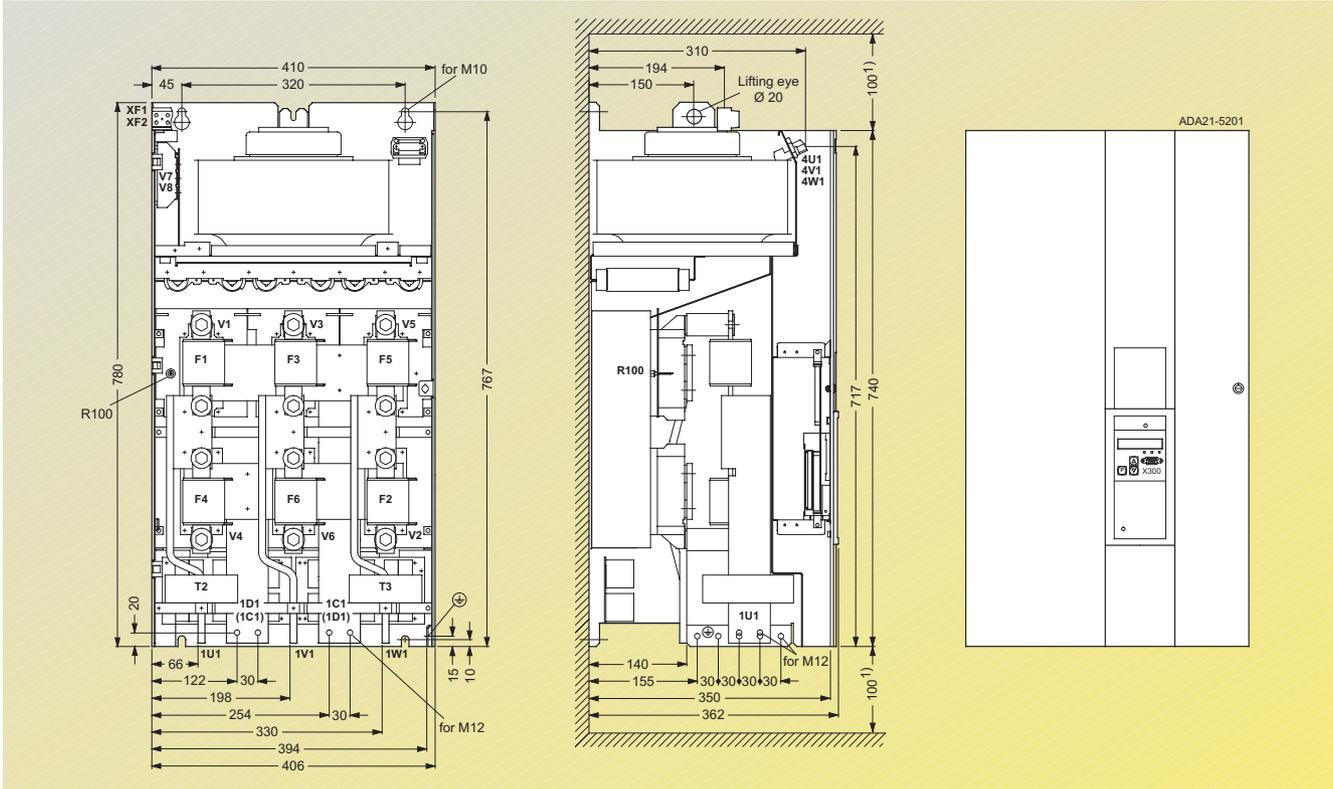 410
45
320
for M10
XF1
XF2
V7
V8
780
767
V1
V3
V5
F1
F3
F5
R100
F4
F6
F2
V4
V6
V2
T2
T3
1D1
(1C1)
1C1
(1D1)
20
1U1
1V1
1W1
15
10
66
122
30
198
254
30
for M12
330
394
406
310
194
150
Lifting eye
Ø 20
100 1)
4U1
4V1
4W1
R100
717
740
1U1
for M12
140
155
30
30
30
30
350
362
100 1)
ADA21-5201
P
X300